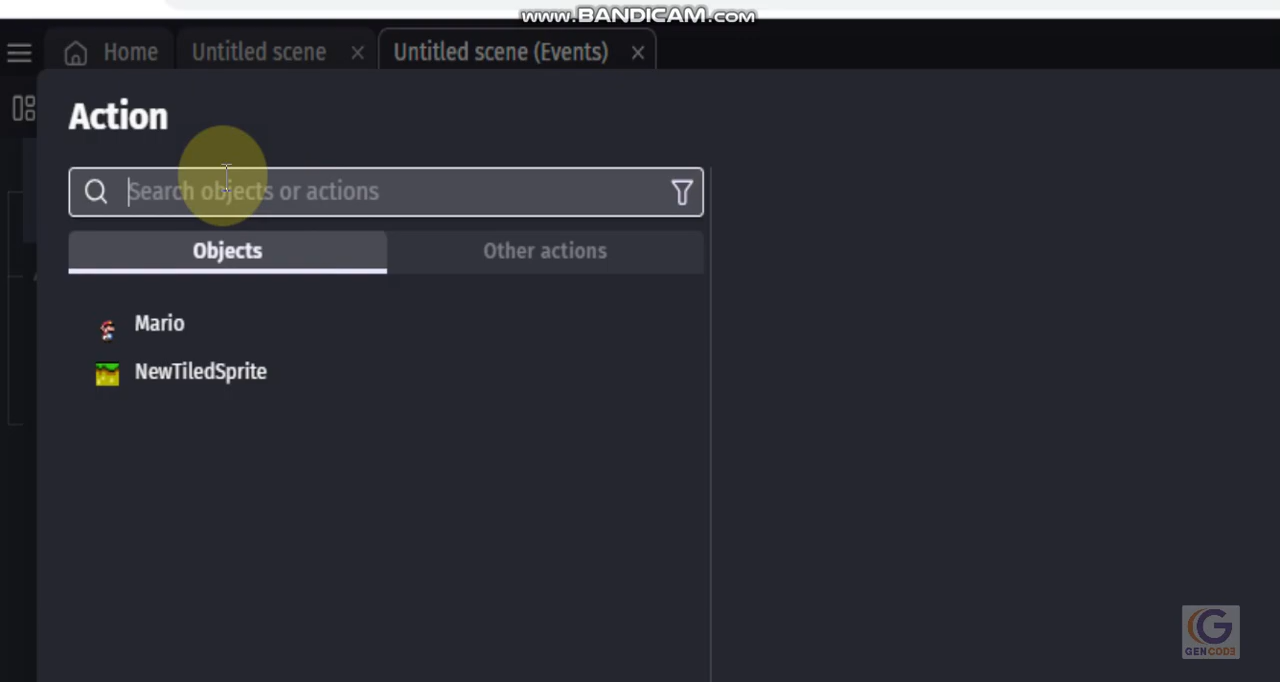 www.BANDICAM.com
Home
Untitled scene
Untitled scene (Events)
Action
Search objects or actions
Objects
Other actions
Mario
NewTiledSprite
GENCODE